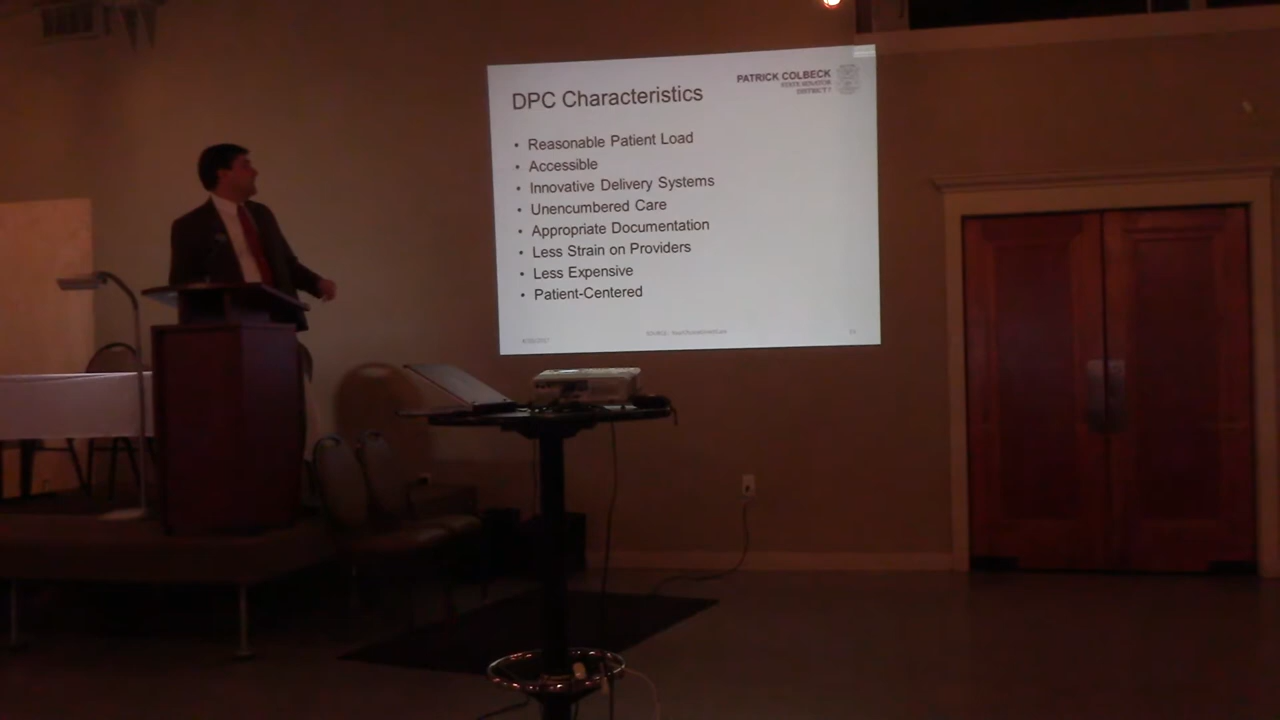 PATRICK COLBECK
STATE SENATOR
DISTRICT 7
DPC Characteristics
• Reasonable Patient Load
• Accessible
• Innovative Delivery Systems
• Unencumbered Care
• Appropriate Documentation
• Less Strain on Providers
• Less Expensive
• Patient-Centered
SOURCE: